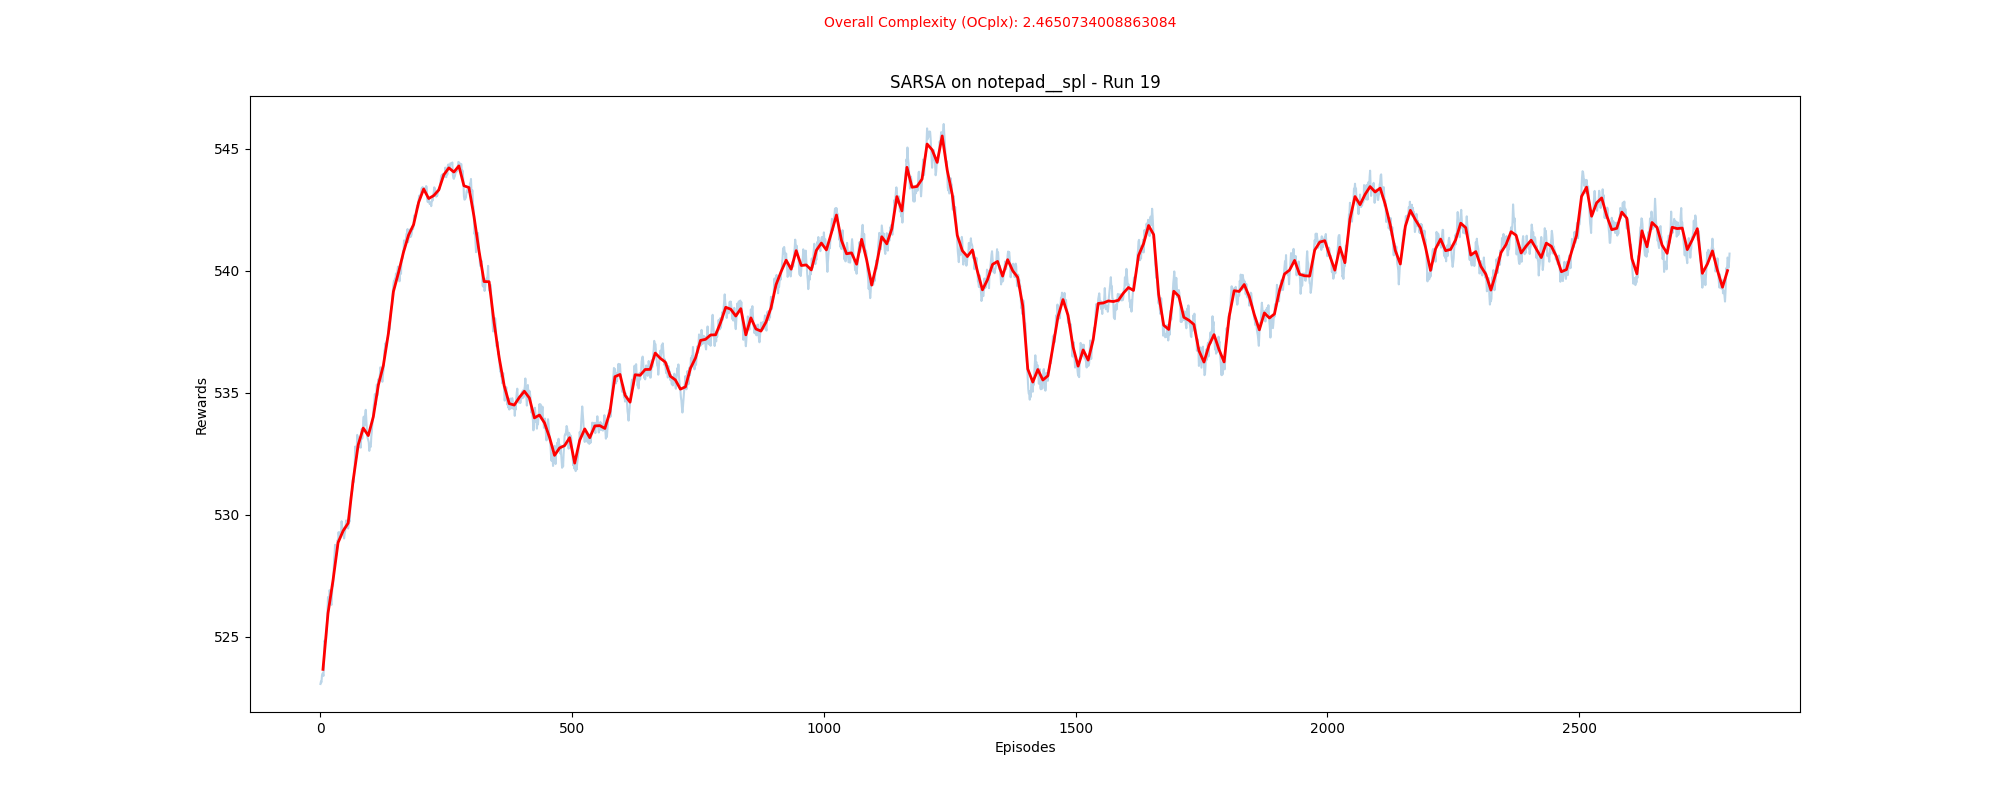 Overall Complexity (OCplx): 2.4650734008863084
SARSA on notepad__spl - Run 19
545
540
535
530
525
Rewards
0 500 1000 1500 2000 2500
Episodes